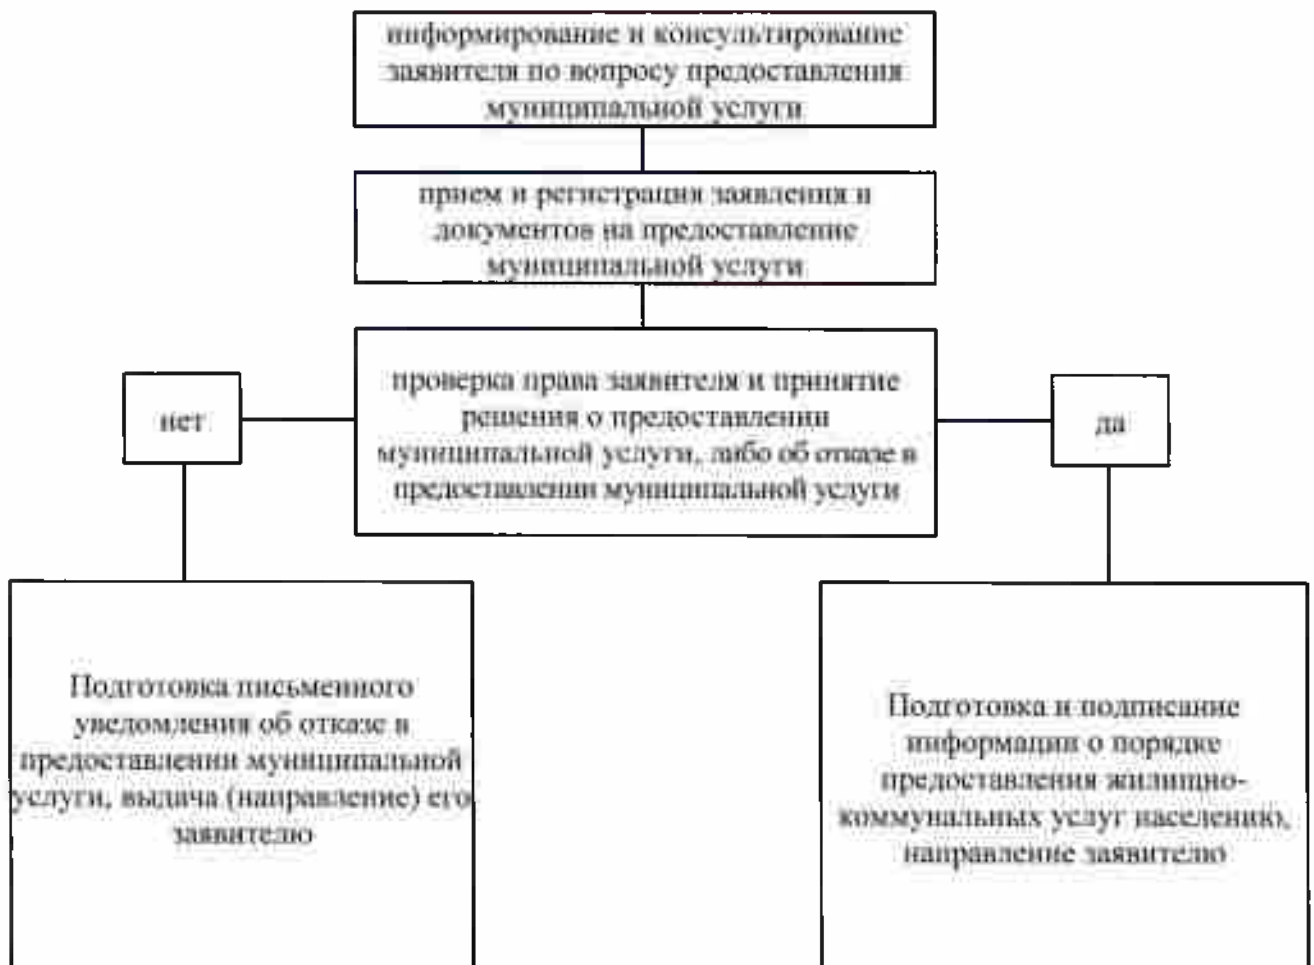 информирование и консультирование
заявителя по вопросу предоставления
муниципальной услуги
прием и регистрация заявления и
документов на предоставление
муниципальной услуги
проверка права заявителя и принятие
решения о предоставлении
муниципальной услуги, либо об отказе в
предоставлении муниципальной услуги
нет
да
Подготовка письменного
уведомления об отказе в
предоставлении муниципальной
услуги, выдача (направление) его
заявителю
Подготовка и подписание
информации о порядке
предоставления жилищно-
коммунальных услуг населению,
направление заявителю